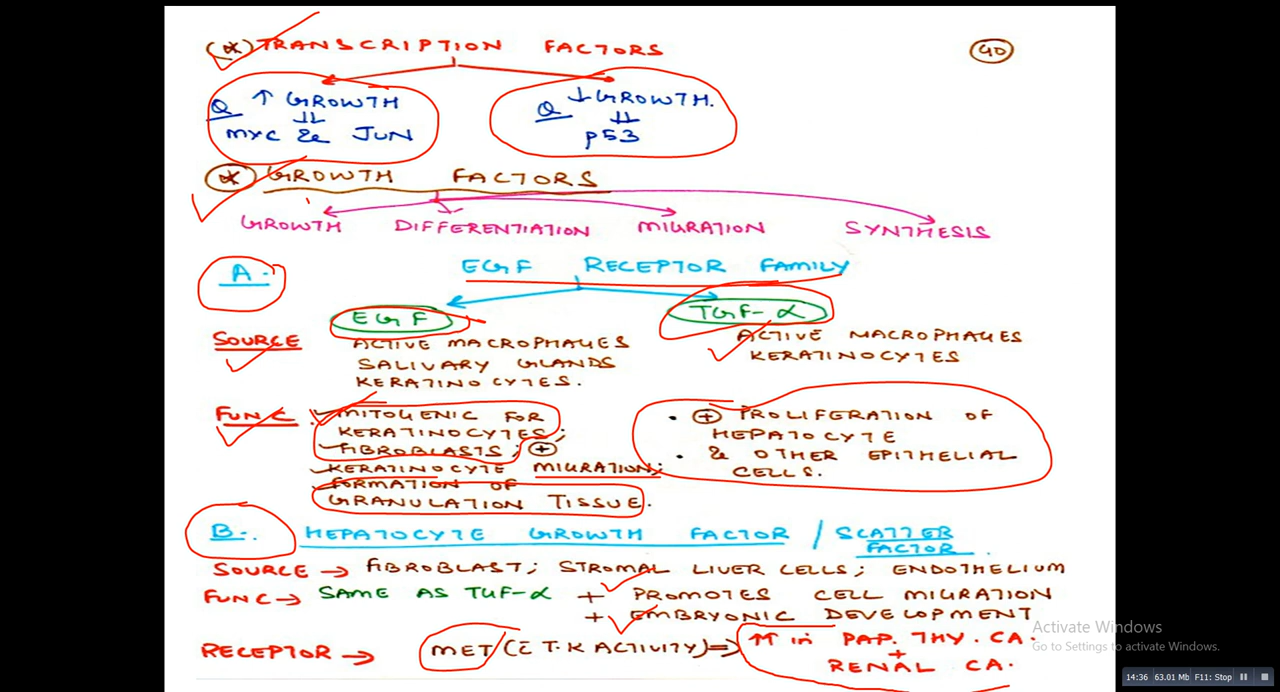 (*) TRANSCRIPTION FACTORS
40
Q ↑ GROWTH
Q ↓ GROWTH.
MYC & JUN
p53
(*) GROWTH FACTORS
GROWTH DIFFERENTIATION MIGRATION SYNTHESIS
A.
EGF RECEPTOR FAMILY
EGF TGF-α
SOURCE
ACTIVE MACROPHAGES
SALIVARY GLANDS
KERATINOCYTES.
ACTIVE MACROPHAGES
KERATINOCYTES
FUNC.
MITOGENIC FOR
KERATINOCYTES;
FIBROBLASTS; ⊕
KERATINOCYTE MIGRATION;
FORMATION OF
GRANULATION TISSUE.
• ⊕ PROLIFERATION OF
HEPATOCYTE
• & OTHER EPITHELIAL
CELLS.
B. HEPATOCYTE GROWTH FACTOR / SCATTER
FACTOR.
SOURCE → FIBROBLAST; STROMAL LIVER CELLS; ENDOTHELIUM
FUNC → SAME AS TGF-α + PROMOTES CELL MIGRATION
+ EMBRYONIC DEVELOPMENT
RECEPTOR → MET (c̄ T.K ACTIVITY) ⇒ ↑↑ in PAP. THY. CA.
+
RENAL CA.
Activate Windows
Go to Settings to activate Windows.
14:36 63.01 Mb F11: Stop